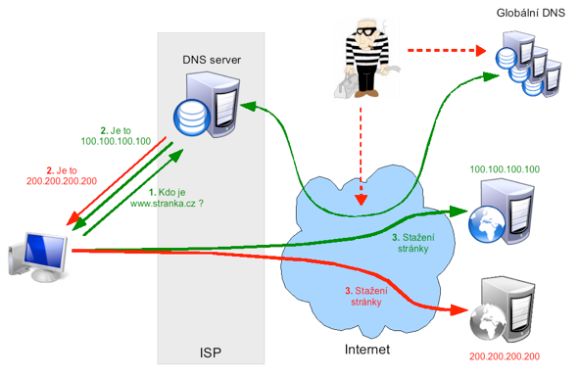 Globální DNS
DNS server
2. Je to
100.100.100.100
2. Je to
200.200.200.200
1. Kdo je
www.stranka.cz ?
100.100.100.100
3. Stažení
stránky
3. Stažení
stránky
ISP
Internet
200.200.200.200